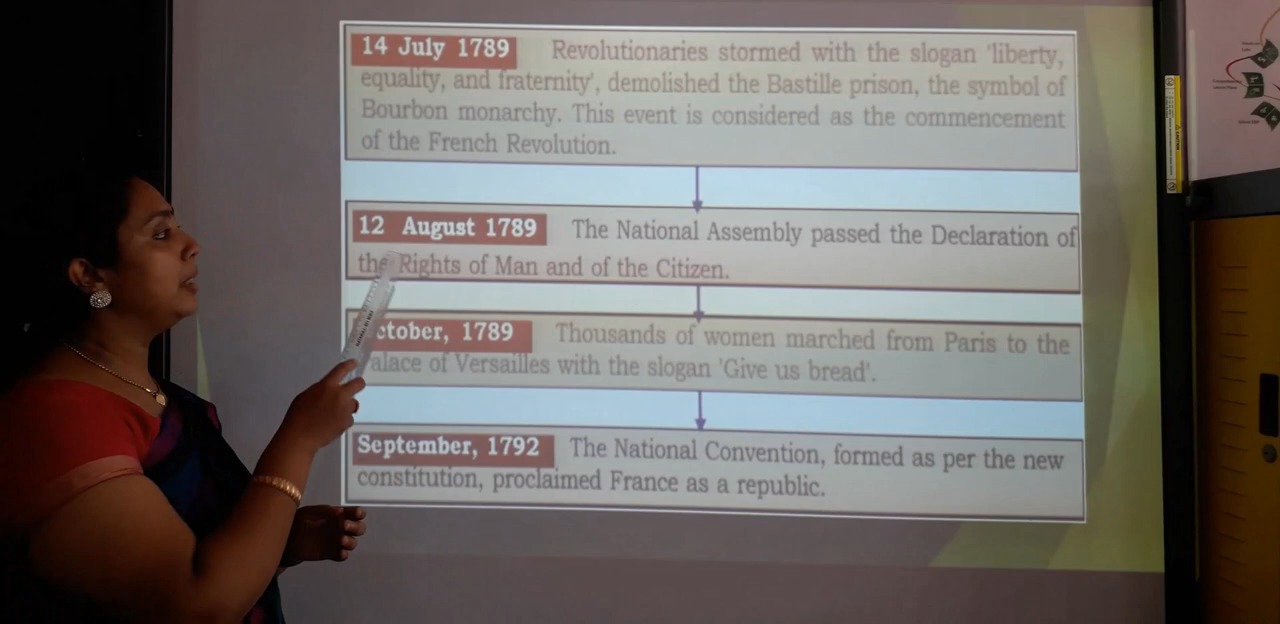 14 July 1789 Revolutionaries stormed with the slogan 'liberty,
equality, and fraternity', demolished the Bastille prison, the symbol of
Bourbon monarchy. This event is considered as the commencement
of the French Revolution.
12 August 1789 The National Assembly passed the Declaration of
the Rights of Man and of the Citizen.
ctober, 1789 Thousands of women marched from Paris to the
alace of Versailles with the slogan 'Give us bread'.
September, 1792 The National Convention, formed as per the new
constitution, proclaimed France as a republic.